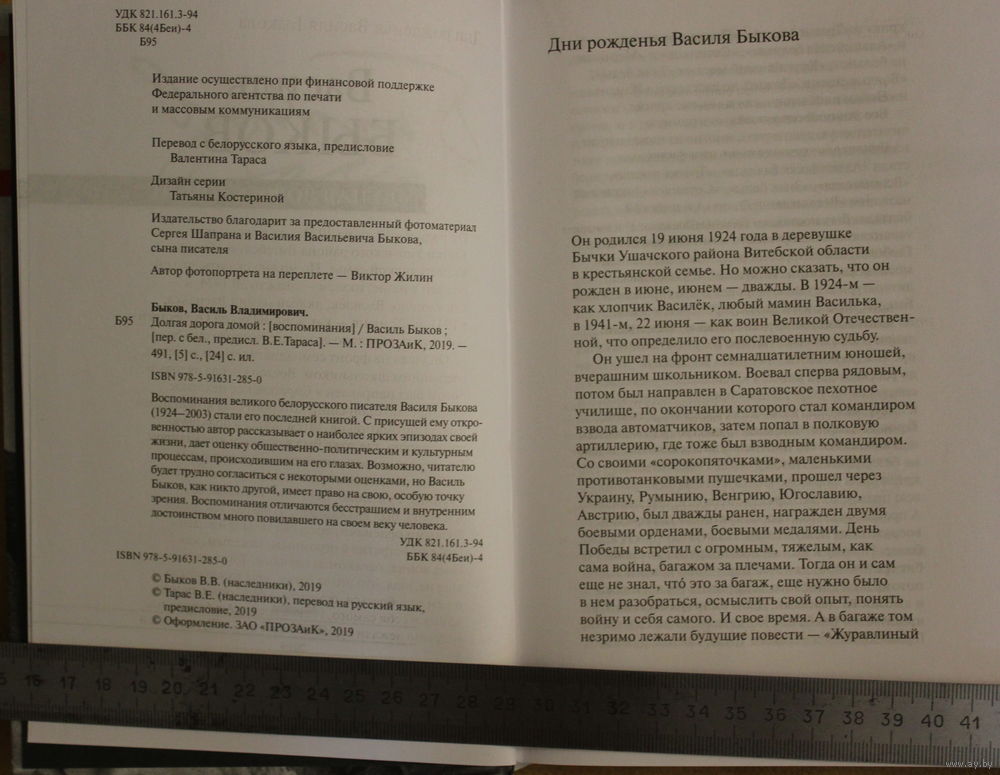 УДК 821.161.3-94
ББК 84(4Беи)-4
Б95
Издание осуществлено при финансовой поддержке
Федерального агентства по печати
и массовым коммуникациям
Перевод с белорусского языка, предисловие
Валентина Тараса
Дизайн серии
Татьяны Костериной
Издательство благодарит за предоставленный фотоматериал
Сергея Шапрана и Василия Васильевича Быкова,
сына писателя
Автор фотопортрета на переплете — Виктор Жилин
Быков, Василь Владимирович.
Б95 Долгая дорога домой : [воспоминания] / Василь Быков ;
[пер. с бел., предисл. В.Е.Тараса]. — М. : ПРОЗАиК, 2019. —
491, [5] с., [24] с. ил.
ISBN 978-5-91631-285-0
Воспоминания великого белорусского писателя Василя Быкова
(1924—2003) стали его последней книгой. С присущей ему откро-
венностью автор рассказывает о наиболее ярких эпизодах своей
жизни, дает оценку общественно-политическим и культурным
процессам, происходившим на его глазах. Возможно, читателю
будет трудно согласиться с некоторыми оценками, но Василь
Быков, как никто другой, имеет право на свою, особую точку
зрения. Воспоминания отличаются бесстрашием и внутренним
достоинством много повидавшего на своем веку человека.
УДК 821.161.3-94
ББК 84(4Беи)-4
ISBN 978-5-91631-285-0
© Быков В.В. (наследники), 2019
© Тарас В.Е. (наследники), перевод на русский язык,
предисловие, 2019
© Оформление. ЗАО «ПРОЗАиК», 2019
Дни рожденья Василя Быкова
Он родился 19 июня 1924 года в деревушке
Бычки Ушачского района Витебской области
в крестьянской семье. Но можно сказать, что он
рожден в июне, июнем — дважды. В 1924-м —
как хлопчик Василёк, любый мамин Василька,
в 1941-м, 22 июня — как воин Великой Отечествен-
ной, что определило его послевоенную судьбу.
Он ушел на фронт семнадцатилетним юношей,
вчерашним школьником. Воевал сперва рядовым,
потом был направлен в Саратовское пехотное
училище, по окончании которого стал командиром
взвода автоматчиков, затем попал в полковую
артиллерию, где тоже был взводным командиром.
Со своими «сорокопяточками», маленькими
противотанковыми пушечками, прошел через
Украину, Румынию, Венгрию, Югославию,
Австрию, был дважды ранен, награжден двумя
боевыми орденами, боевыми медалями. День
Победы встретил с огромным, тяжелым, как
сама война, багажом за плечами. Тогда он и сам
еще не знал, чтó это за багаж, еще нужно было
в нем разобраться, осмыслить свой опыт, понять
войну и себя самого. И свое время. А в багаже том
незримо лежали будущие повести — «Журавлиный
16 17 18 19 20 21 22 23 24 25 26 27 28 29 30 31 32 33 34 35 36 37 38 39 40 41
www.ay.by